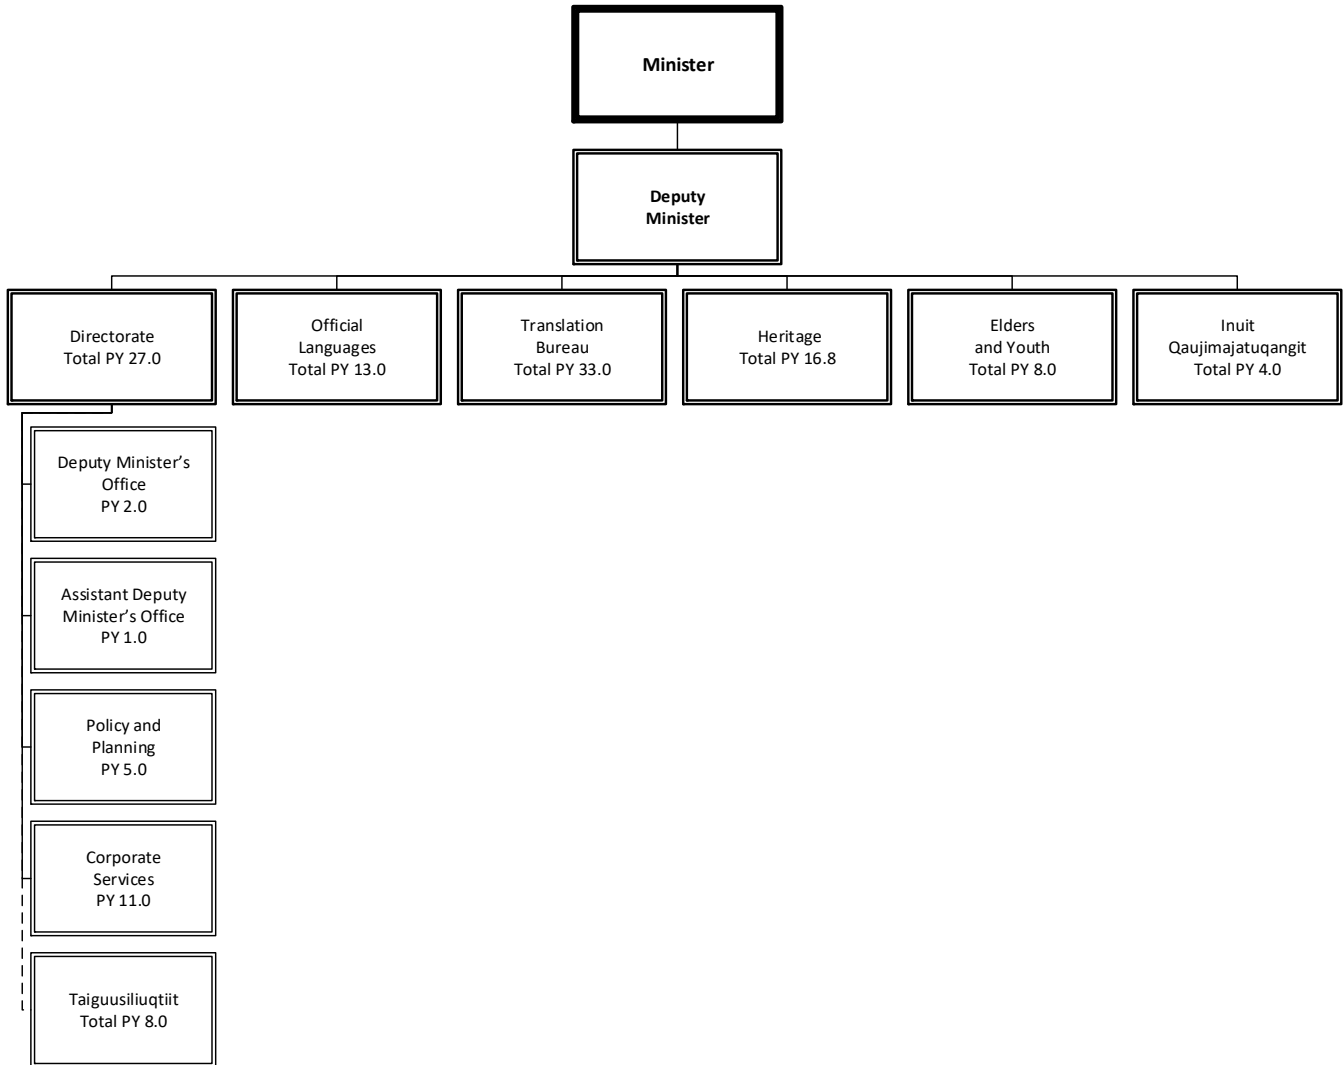 Minister
Deputy
Minister
Directorate
Total PY 27.0
Official
Languages
Total PY 13.0
Translation
Bureau
Total PY 33.0
Heritage
Total PY 16.8
Elders
and Youth
Total PY 8.0
Inuit
Qaujimajatuqangit
Total PY 4.0
Deputy Minister’s
Office
PY 2.0
Assistant Deputy
Minister’s Office
PY 1.0
Policy and
Planning
PY 5.0
Corporate
Services
PY 11.0
Taiguusiliuqtiit
Total PY 8.0